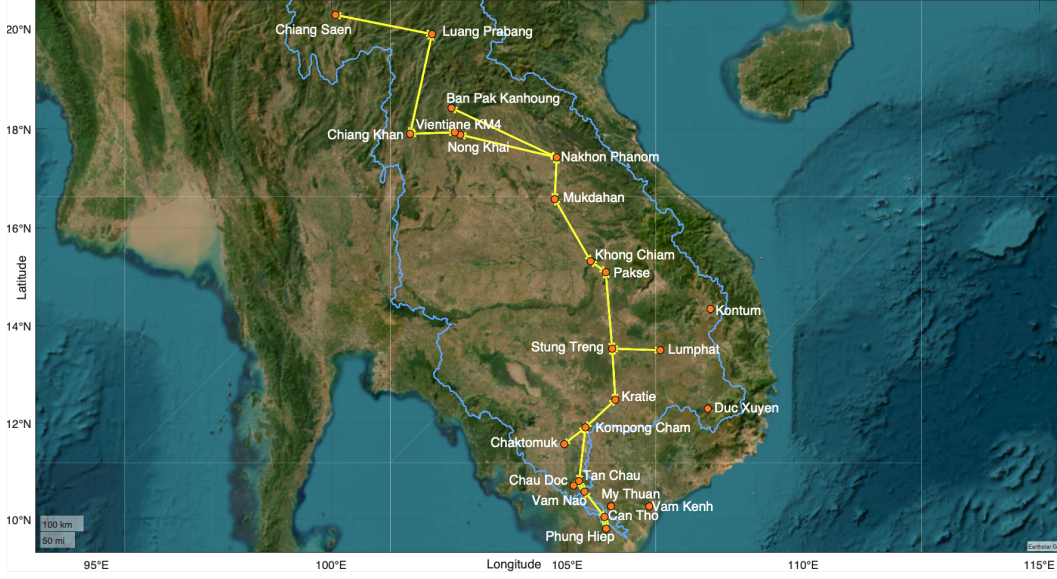 20°N
Chiang Saen
Luang Prabang
Ban Pak Kanhoung
18°N
Chiang Khan
Vientiane KM4
Nong Khai
Nakhon Phanom
Mukdahan
16°N
Khong Chiam
Pakse
Latitude
14°N
Kontum
Stung Treng
Lumphat
Kratie
Duc Xuyen
12°N
Kompong Cham
Chaktomuk
Tan Chau
Chau Doc
Vam Nao
My Thuan
Vam Kenh
10°N
Can Tho
100 km
50 mi
Phung Hiep
Earthstar G
95°E
100°E
Longitude
105°E
110°E
115°E